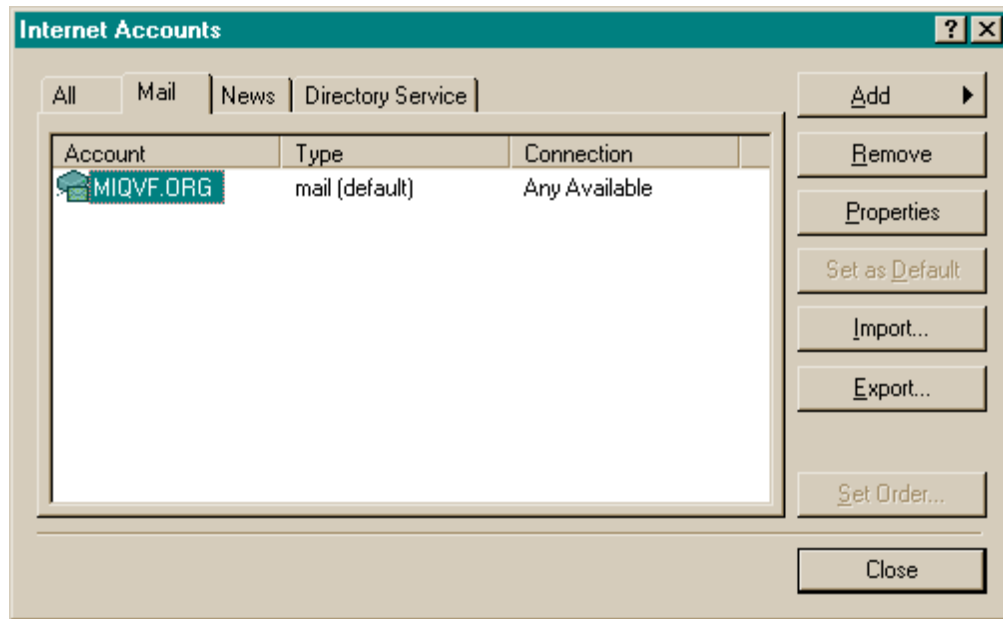 Internet Accounts
All Mail News Directory Service
Account Type Connection
MIQVF.ORG mail (default) Any Available
Add
Remove
Properties
Set as Default
Import...
Export...
Set Order...
Close